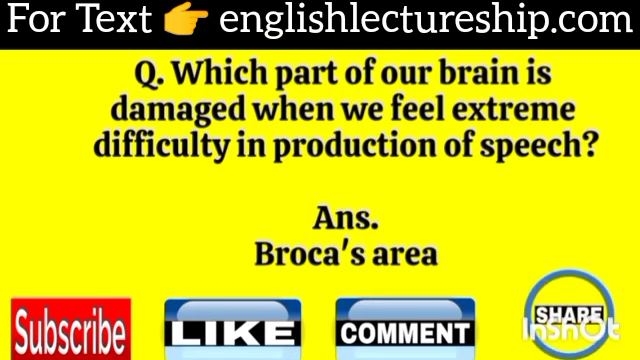 For Text 👉 englishlectureship.com
Q. Which part of our brain is
damaged when we feel extreme
difficulty in production of speech?
Ans.
Broca's area
Subscribe
LIKE
COMMENT
SHARE
InShOt